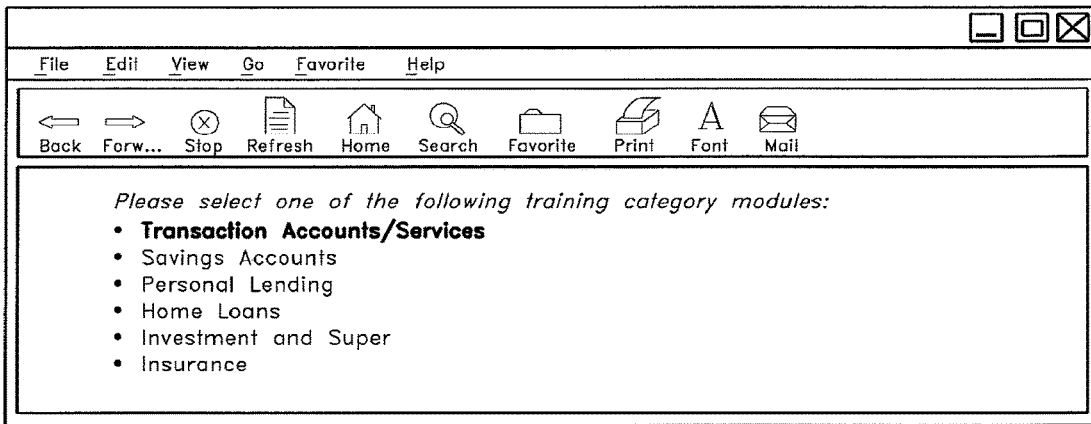 File Edit View Go Favorite Help
Back Forw... Stop Refresh Home Search Favorite Print Font Mail
Please select one of the following training category modules:
• Transaction Accounts/Services
• Savings Accounts
• Personal Lending
• Home Loans
• Investment and Super
• Insurance